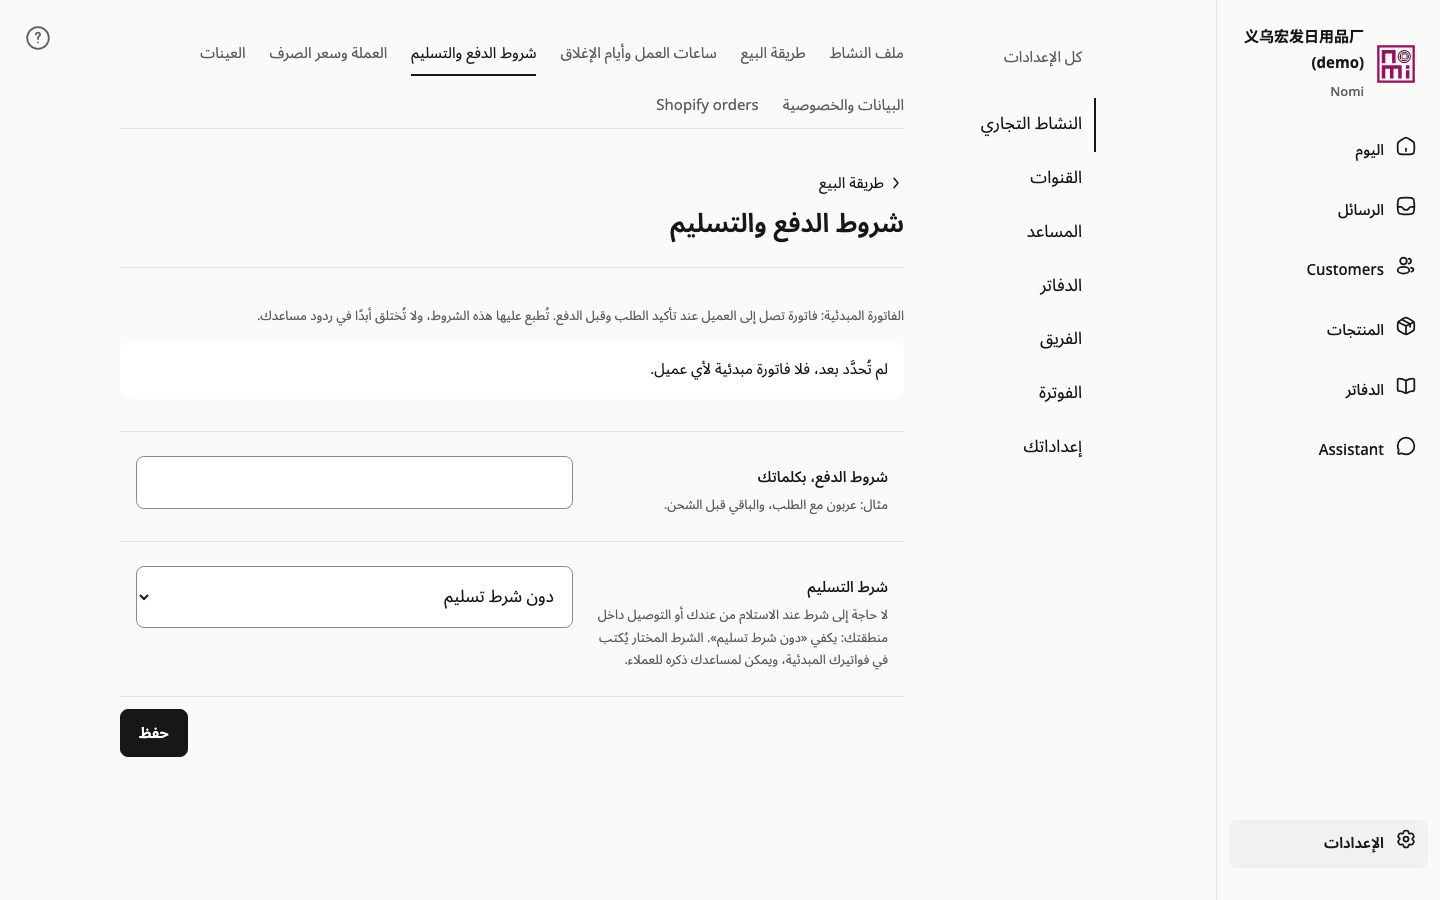 义乌宏发日用品厂
(demo)
Nomi
اليوم
الرسائل
Customers
المنتجات
الدفاتر
Assistant
الإعدادات
كل الإعدادات
النشاط التجاري
القنوات
المساعد
الدفاتر
الفريق
الفوترة
إعداداتك
ملف النشاط
طريقة البيع
ساعات العمل وأيام الإغلاق
شروط الدفع والتسليم
العملة وسعر الصرف
العينات
البيانات والخصوصية
Shopify orders
طريقة البيع
شروط الدفع والتسليم
الفاتورة المبدئية: فاتورة تصل إلى العميل عند تأكيد الطلب وقبل الدفع. تُطبع عليها هذه الشروط، ولا تُختلق أبدًا في ردود مساعدك.
لم تُحدَّد بعد، فلا فاتورة مبدئية لأي عميل.
شروط الدفع، بكلماتك
مثال: عربون مع الطلب، والباقي قبل الشحن.
شرط التسليم
لا حاجة إلى شرط عند الاستلام من عندك أو التوصيل داخل
منطقتك: يكفي «دون شرط تسليم». الشرط المختار يُكتب
في فواتيرك المبدئية، ويمكن لمساعدك ذكره للعملاء.
دون شرط تسليم
حفظ